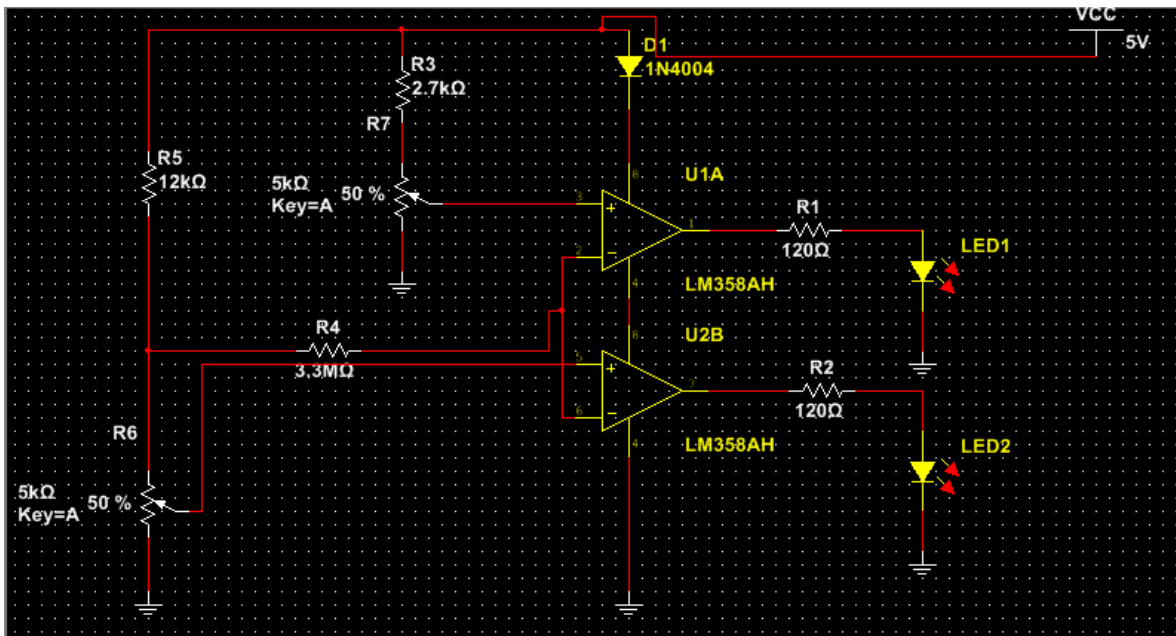 VCC
5V
D1
1N4004
R3
2.7kΩ
R7
R5
12kΩ
5kΩ
Key=A
50 %
8
U1A
3
2
1
4
R1
120Ω
LED1
LM358AH
R4
3.3MΩ
8
U2B
5
6
7
4
R2
120Ω
LED2
LM358AH
R6
5kΩ
Key=A
50 %